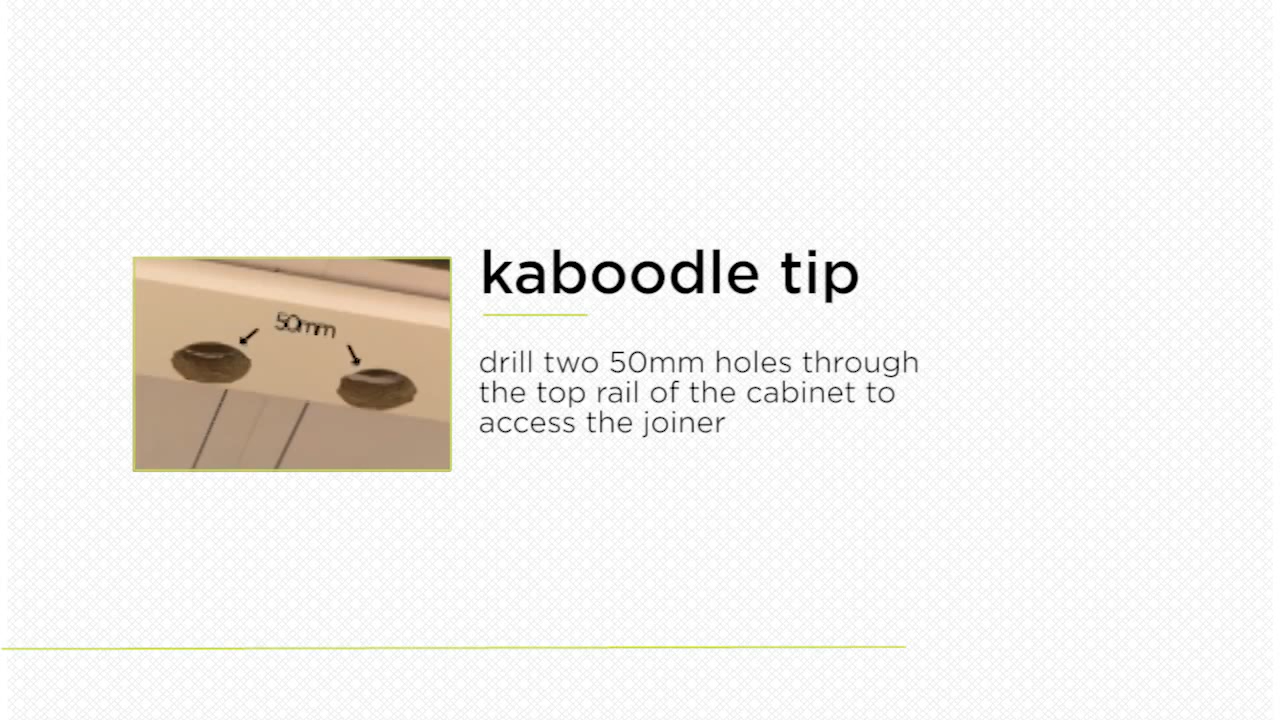 kaboodle tip
50mm
drill two 50mm holes through
the top rail of the cabinet to
access the joiner